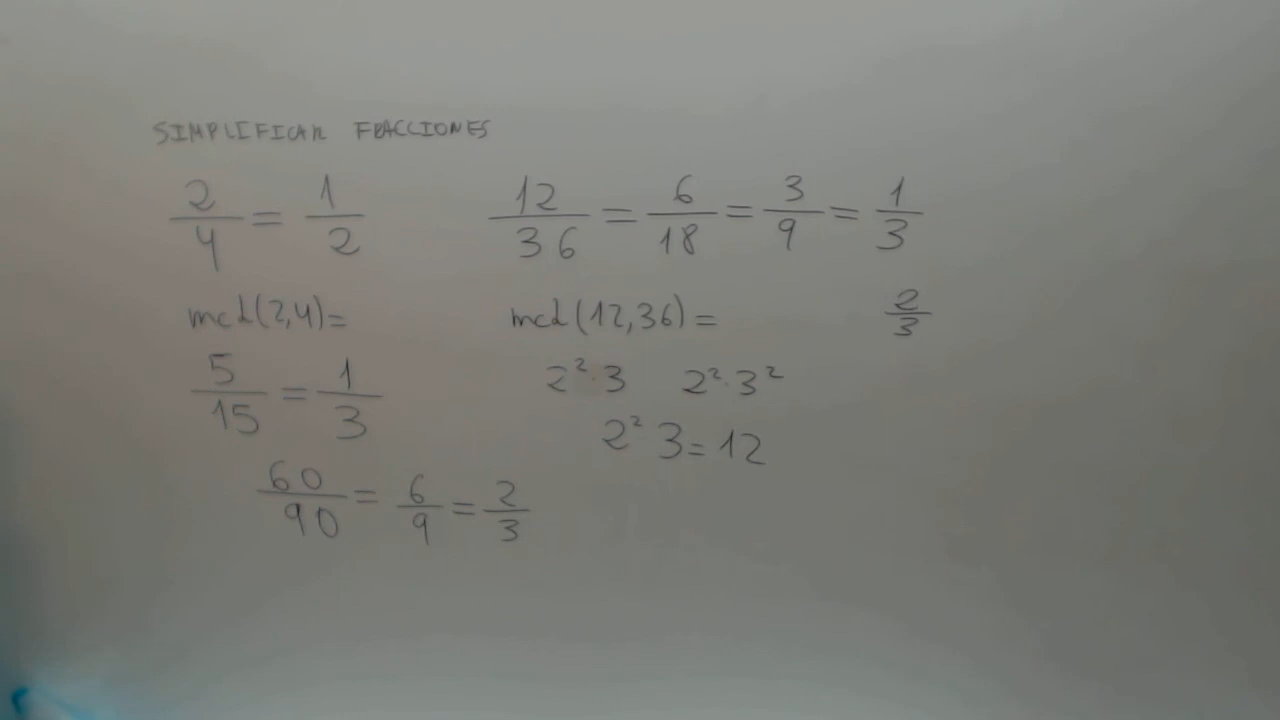 SIMPLIFICAR FRACCIONES
2/4 = 1/2
12/36 = 6/18 = 3/9 = 1/3
mcd(2,4)=
mcd(12,36)=
2/3
5/15 = 1/3
2²·3 2²·3²
2² 3=12
60/90 = 6/9 = 2/3